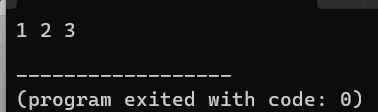 1 2 3
------------------
(program exited with code: 0)